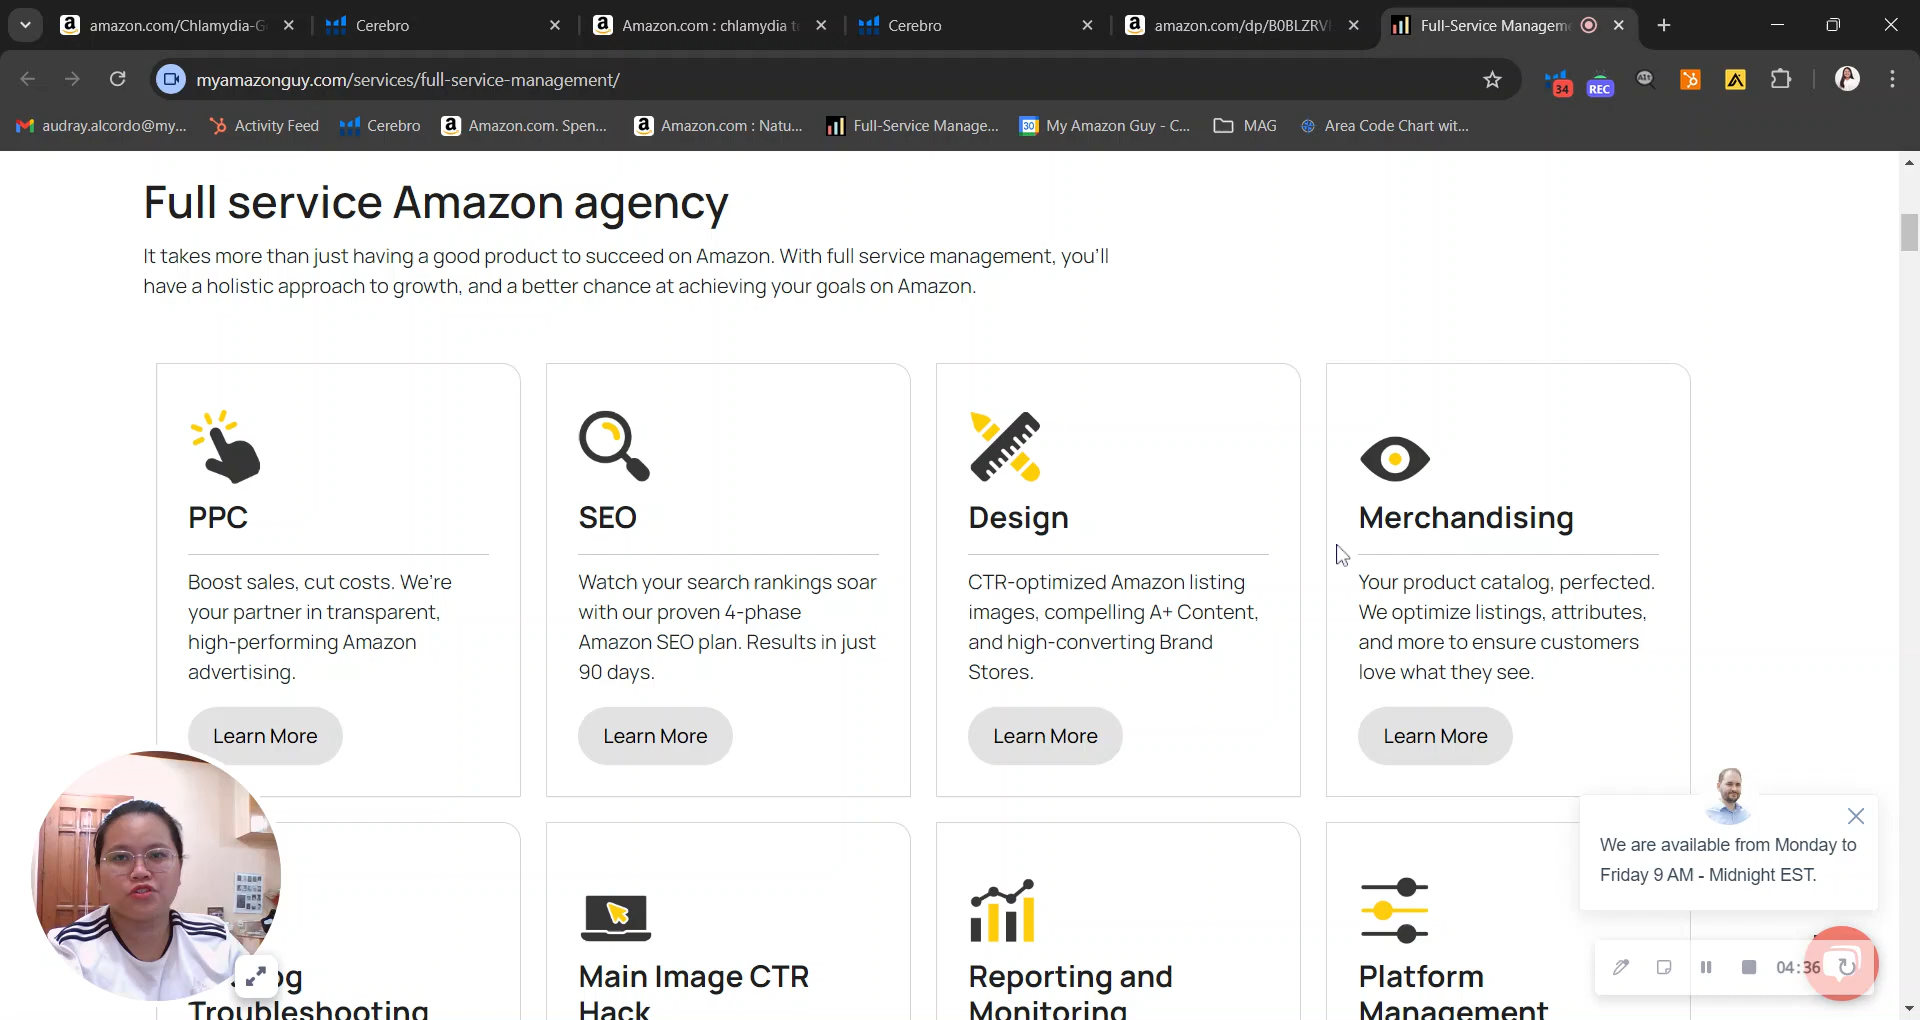 amazon.com/Chlamydia-G
Cerebro
Amazon.com : chlamydia te
Cerebro
amazon.com/dp/B0BLZRV
Full-Service Managem
myamazonguy.com/services/full-service-management/
34
REC
audray.alcordo@my...
Activity Feed
Cerebro
Amazon.com. Spen...
Amazon.com : Natu...
Full-Service Manage...
30
My Amazon Guy - C...
MAG
Area Code Chart wit...
Full service Amazon agency
It takes more than just having a good product to succeed on Amazon. With full service management, you'll
have a holistic approach to growth, and a better chance at achieving your goals on Amazon.
PPC
Boost sales, cut costs. We're
your partner in transparent,
high-performing Amazon
advertising.
Learn More
SEO
Watch your search rankings soar
with our proven 4-phase
Amazon SEO plan. Results in just
90 days.
Learn More
Design
CTR-optimized Amazon listing
images, compelling A+ Content,
and high-converting Brand
Stores.
Learn More
Merchandising
Your product catalog, perfected.
We optimize listings, attributes,
and more to ensure customers
love what they see.
Learn More
Troubleshooting
Main Image CTR
Hack
Reporting and
Monitoring
Platform
Management
We are available from Monday to
Friday 9 AM - Midnight EST.
04:36